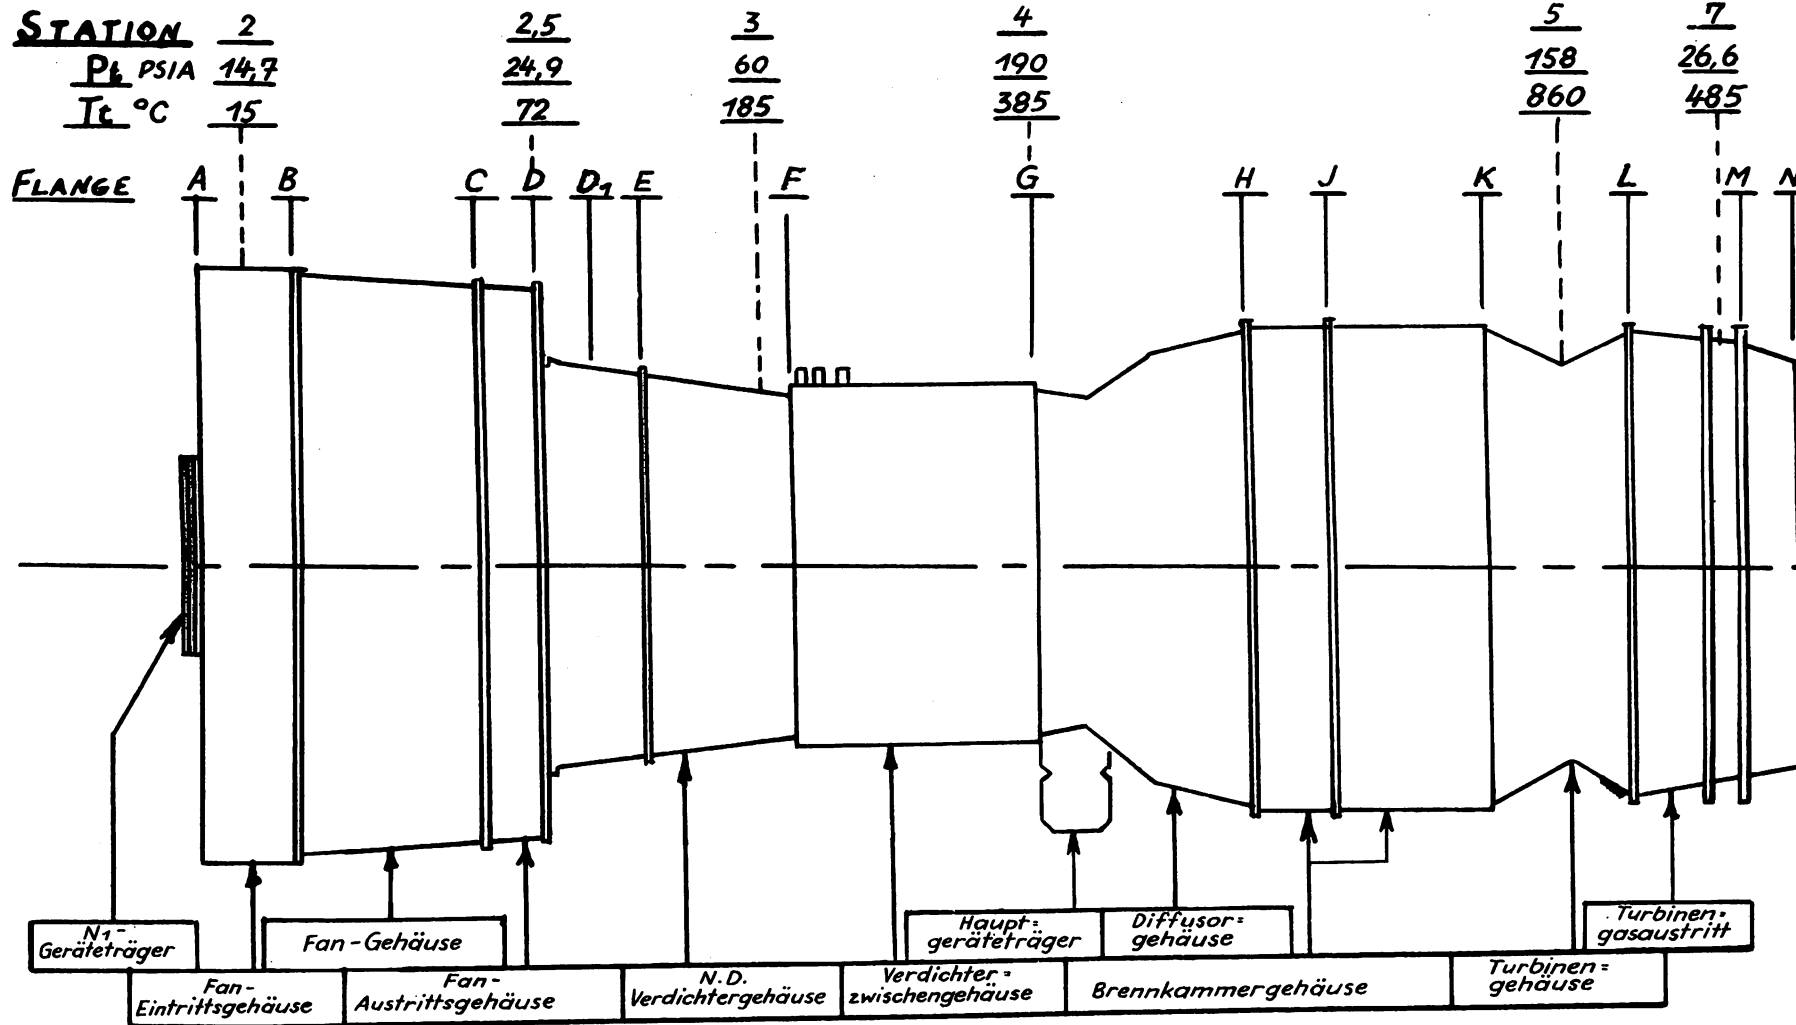 STATION 2 2,5 3 4 5 7
Pt PSIA 14,7 24,9 60 190 158 26,6
Tt °C 15 72 185 385 860 485
FLANGE A B C D D1 E F G H J K L M N
N1-
Geräteträger
Fan-
Eintrittsgehäuse
Fan-Gehäuse
Fan-
Austrittsgehäuse
N.D.
Verdichtergehäuse
Verdichter=
zwischengehäuse
Haupt=
geräteträger
Diffusor=
gehäuse
Brennkammergehäuse
Turbinen=
gehäuse
Turbinen=
gasaustritt